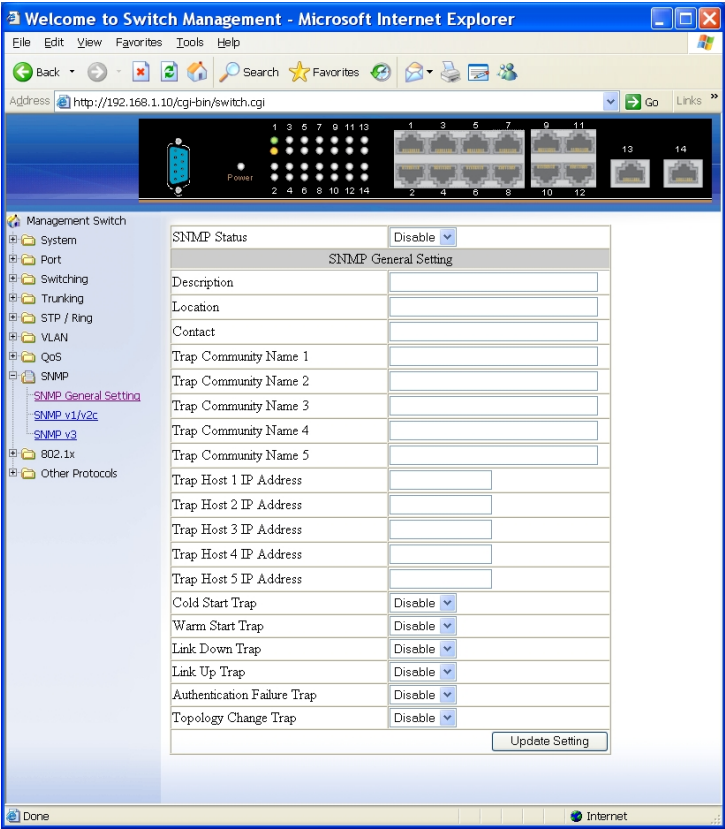 Welcome to Switch Management - Microsoft Internet Explorer
File Edit View Favorites Tools Help
Back Search Favorites
Address http://192.168.1.10/cgi-bin/switch.cgi Go Links »
1 3 5 7 9 11 13
Power
2 4 6 8 10 12 14
1 3 5 7 9 11
2 4 6 8 10 12
13 14
Management Switch
System
Port
Switching
Trunking
STP / Ring
VLAN
QoS
SNMP
SNMP General Setting
SNMP v1/v2c
SNMP v3
802.1x
Other Protocols
SNMP Status Disable
SNMP General Setting
Description
Location
Contact
Trap Community Name 1
Trap Community Name 2
Trap Community Name 3
Trap Community Name 4
Trap Community Name 5
Trap Host 1 IP Address
Trap Host 2 IP Address
Trap Host 3 IP Address
Trap Host 4 IP Address
Trap Host 5 IP Address
Cold Start Trap Disable
Warm Start Trap Disable
Link Down Trap Disable
Link Up Trap Disable
Authentication Failure Trap Disable
Topology Change Trap Disable
Update Setting
Done Internet